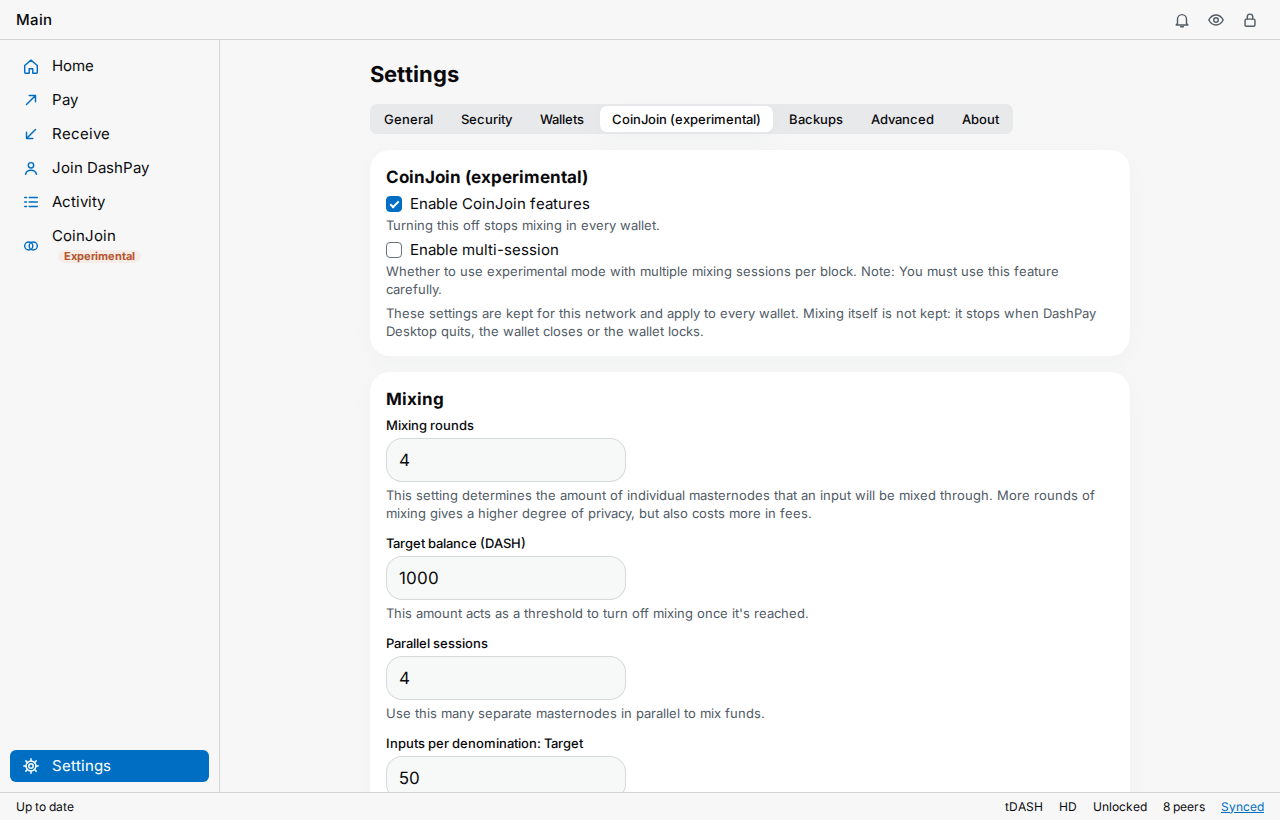 Main
Home
Pay
Receive
Join DashPay
Activity
CoinJoin
Experimental
Settings
Settings
General Security Wallets CoinJoin (experimental) Backups Advanced About
CoinJoin (experimental)
Enable CoinJoin features
Turning this off stops mixing in every wallet.
Enable multi-session
Whether to use experimental mode with multiple mixing sessions per block. Note: You must use this feature
carefully.
These settings are kept for this network and apply to every wallet. Mixing itself is not kept: it stops when DashPay
Desktop quits, the wallet closes or the wallet locks.
Mixing
Mixing rounds
4
This setting determines the amount of individual masternodes that an input will be mixed through. More rounds of
mixing gives a higher degree of privacy, but also costs more in fees.
Target balance (DASH)
1000
This amount acts as a threshold to turn off mixing once it's reached.
Parallel sessions
4
Use this many separate masternodes in parallel to mix funds.
Inputs per denomination: Target
50
Up to date
tDASH HD Unlocked 8 peers Synced